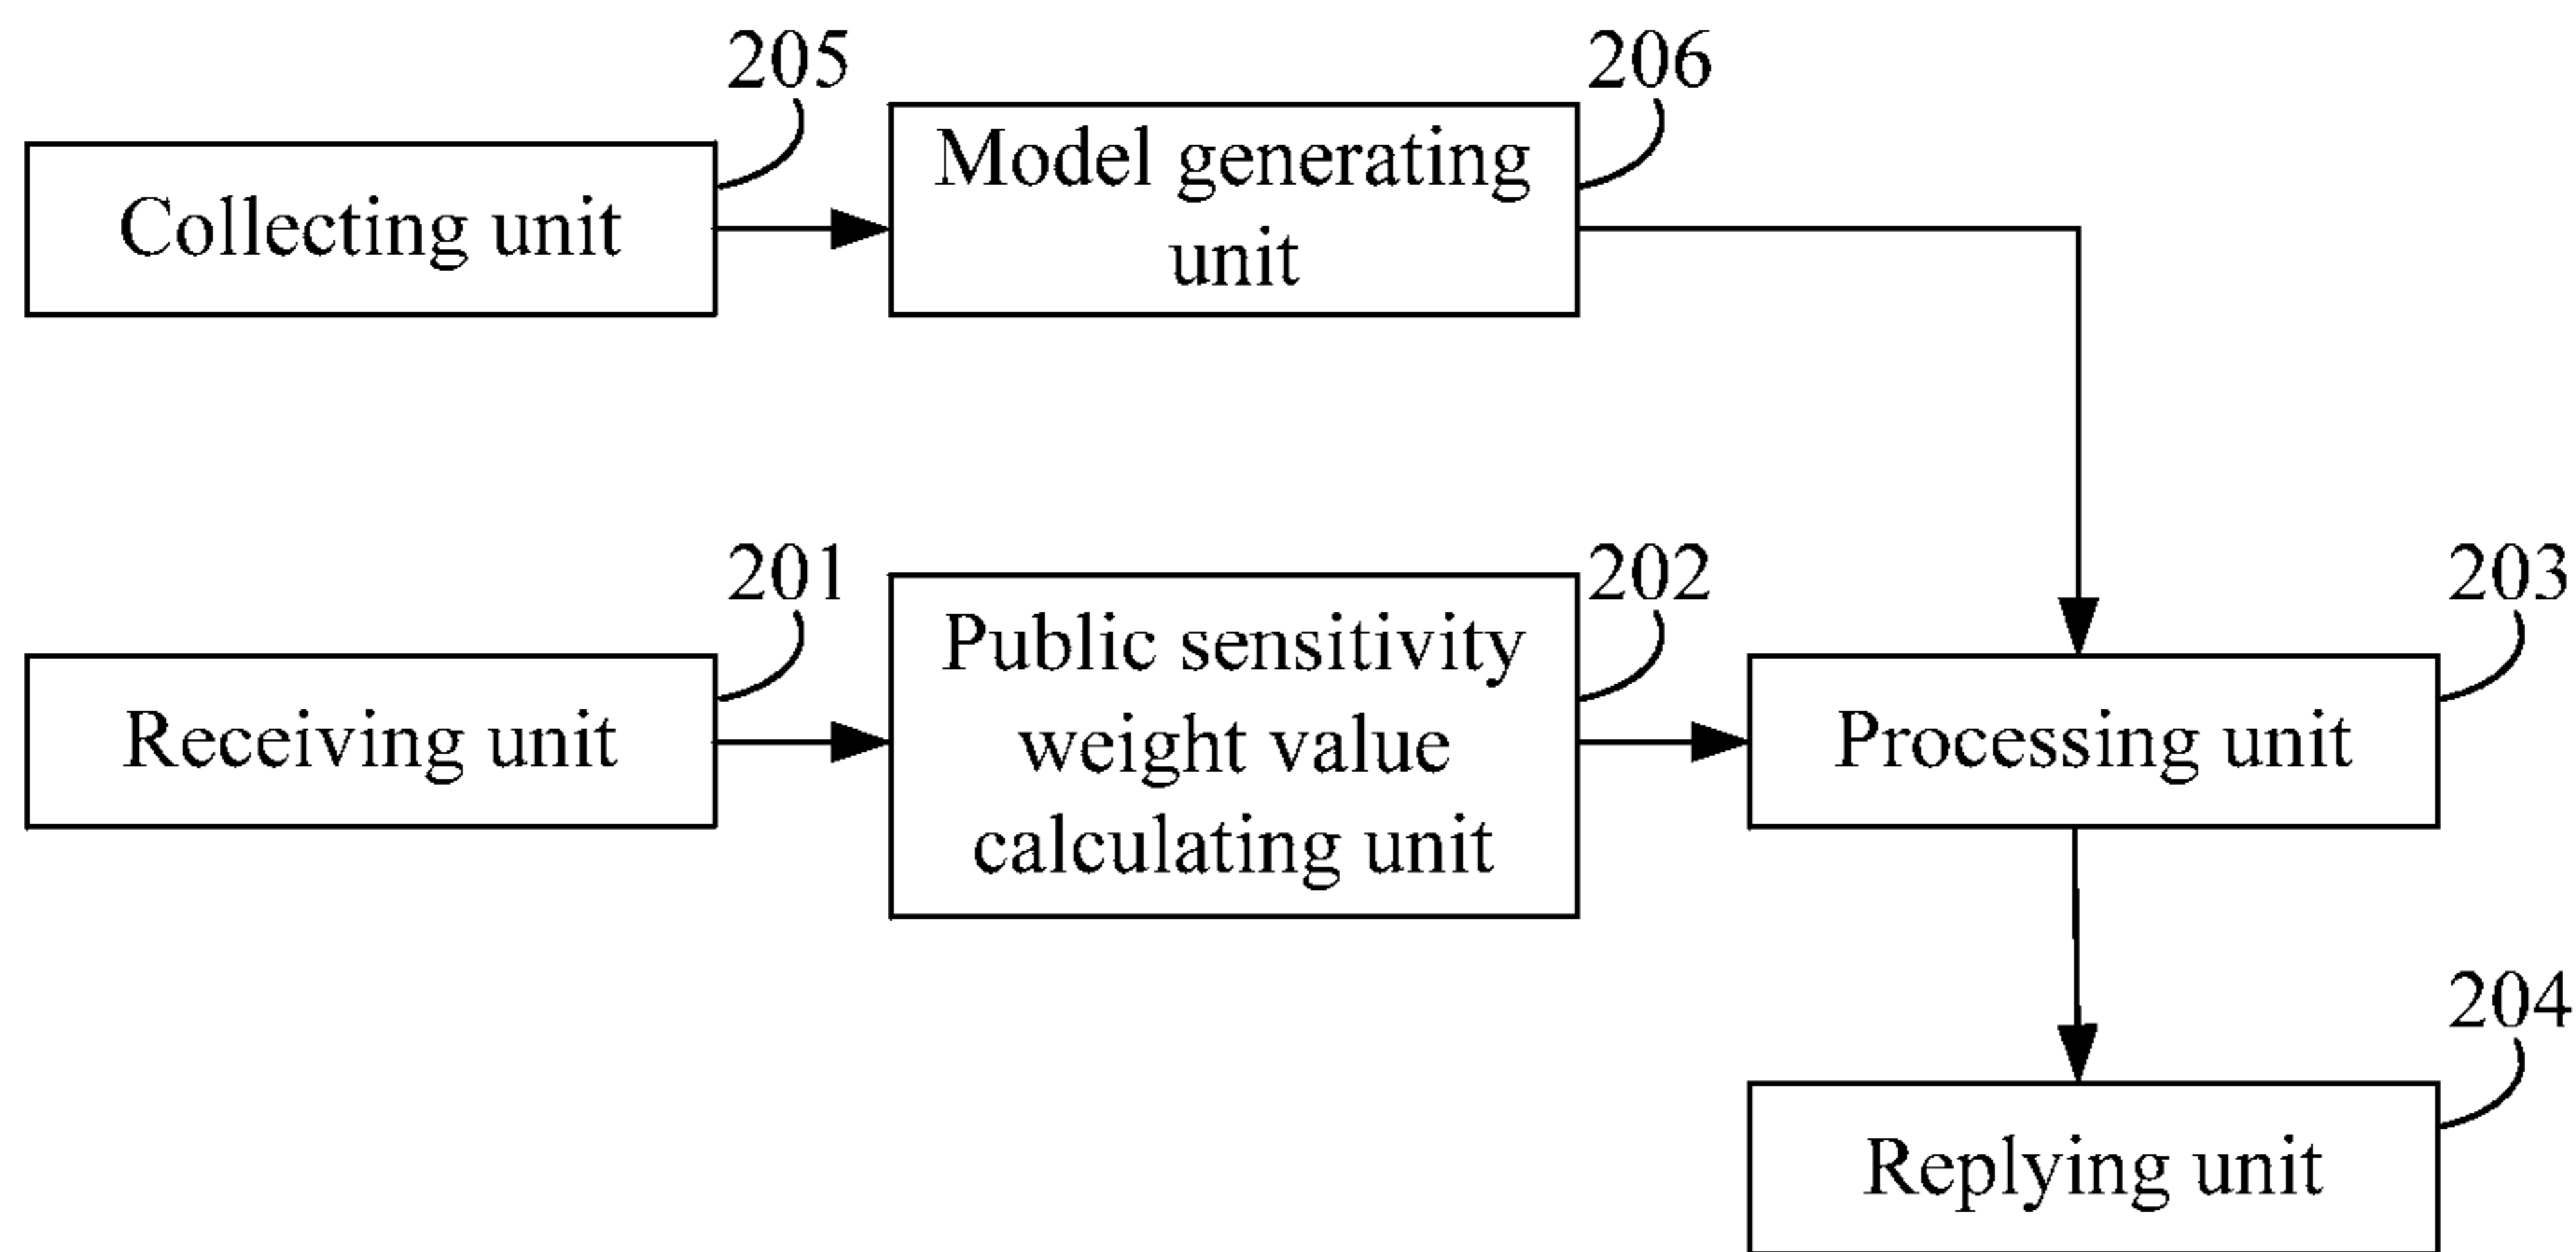 205
206
Collecting unit
Model generating
unit
201
202
203
Receiving unit
Public sensitivity
weight value
calculating unit
Processing unit
204
Replying unit